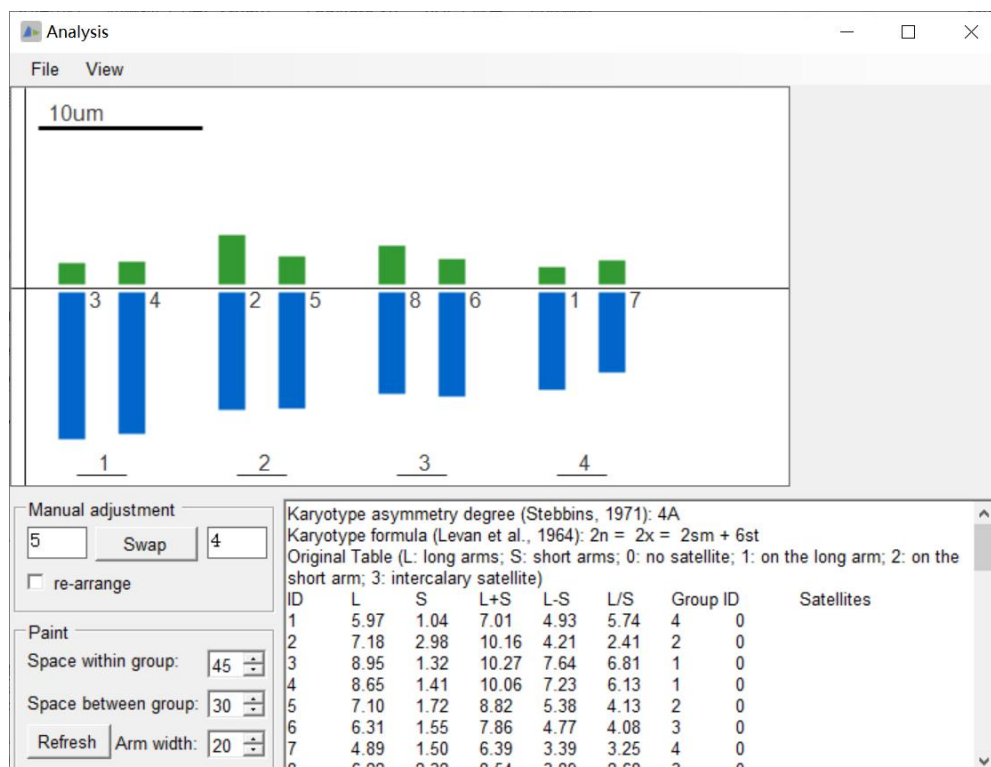 Analysis
File View
10um
3 4 2 5 8 6 1 7
1 2 3 4
Manual adjustment
5 Swap 4
re-arrange
Paint
Space within group: 45
Space between group: 30
Refresh Arm width: 20
Karyotype asymmetry degree (Stebbins, 1971): 4A
Karyotype formula (Levan et al., 1964): 2n = 2x = 2sm + 6st
Original Table (L: long arms; S: short arms; 0: no satellite; 1: on the long arm; 2: on the
short arm; 3: intercalary satellite)
ID L S L+S L-S L/S Group ID Satellites
1 5.97 1.04 7.01 4.93 5.74 4 0
2 7.18 2.98 10.16 4.21 2.41 2 0
3 8.95 1.32 10.27 7.64 6.81 1 0
4 8.65 1.41 10.06 7.23 6.13 1 0
5 7.10 1.72 8.82 5.38 4.13 2 0
6 6.31 1.55 7.86 4.77 4.08 3 0
7 4.89 1.50 6.39 3.39 3.25 4 0